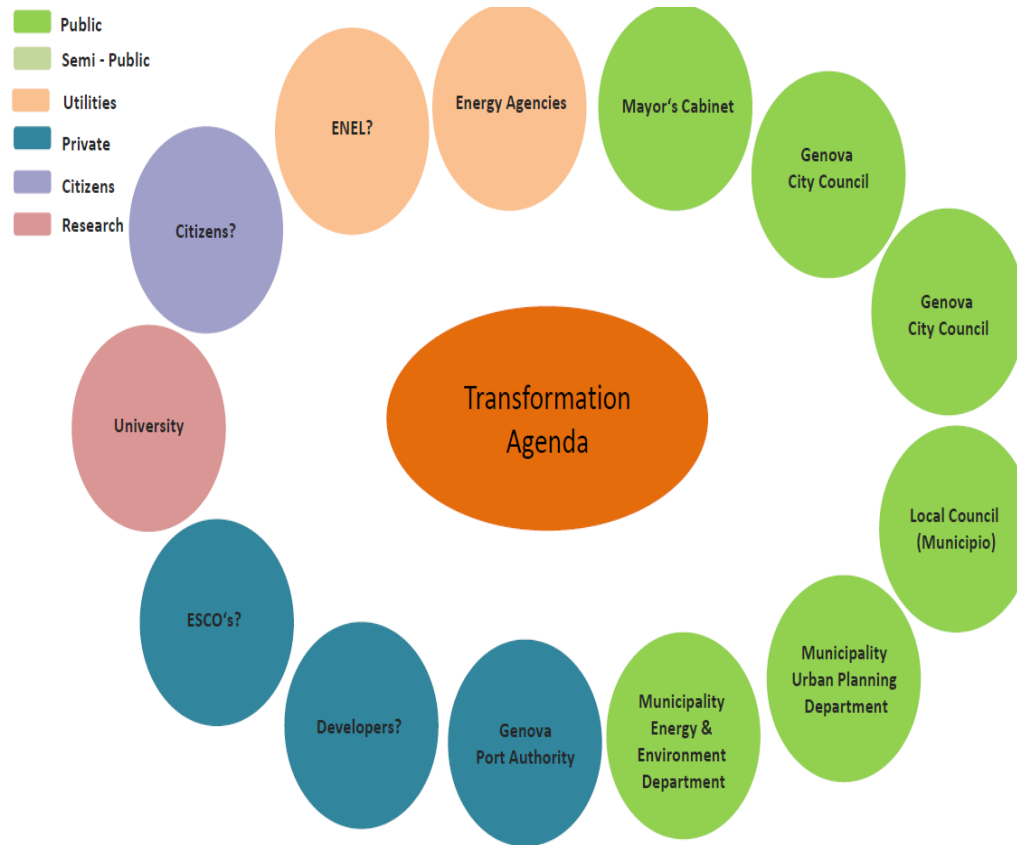 Public
Semi - Public
Utilities
Private
Citizens
Research
ENEL?
Energy Agencies
Mayor‘s Cabinet
Genova
City Council
Genova
City Council
Local Council
(Municipio)
Municipality
Urban Planning
Department
Municipality
Energy &
Environment
Department
Genova
Port Authority
Developers?
ESCO‘s?
University
Citizens?
Transformation
Agenda